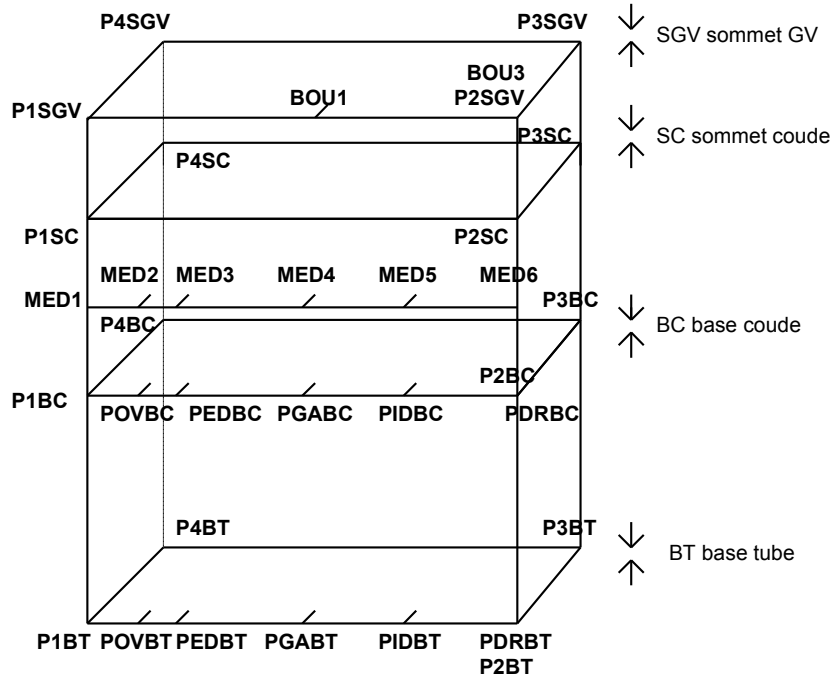 P4SGV P3SGV
SGV sommet GV
BOU3
P1SGV BOU1 P2SGV
P3SC SC sommet coude
P4SC
P1SC P2SC
MED2 MED3 MED4 MED5 MED6
MED1 P3BC
P4BC BC base coude
P2BC
P1BC
POVBC PEDBC PGABC PIDBC PDRBC
P4BT P3BT
BT base tube
P1BT POVBT PEDBT PGABT PIDBT PDRBT
P2BT